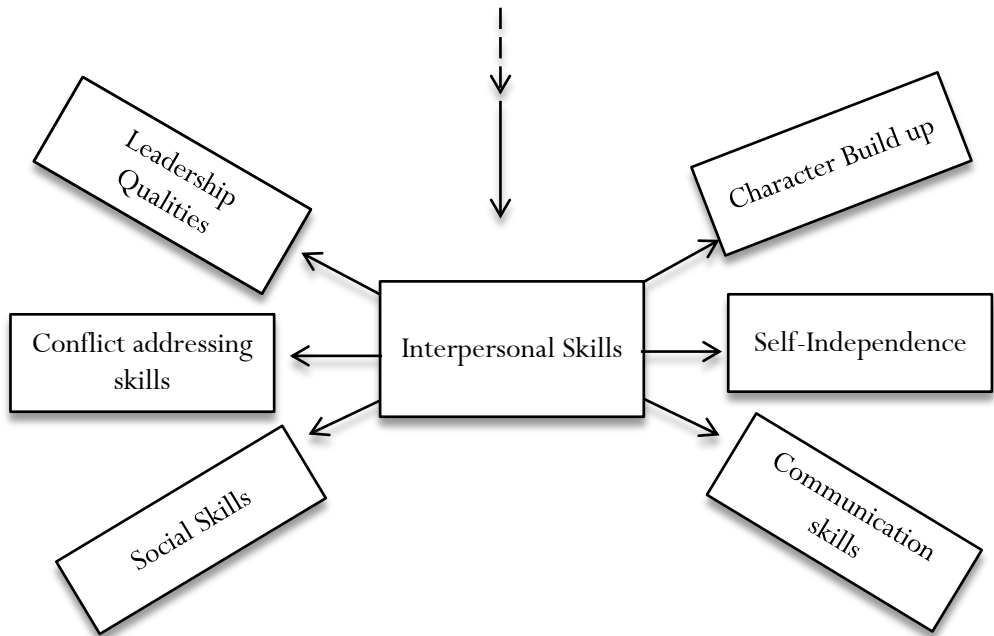 Leadership
Qualities
Character Build up
Conflict addressing
skills
Interpersonal Skills
Self-Independence
Social Skills
Communication
skills